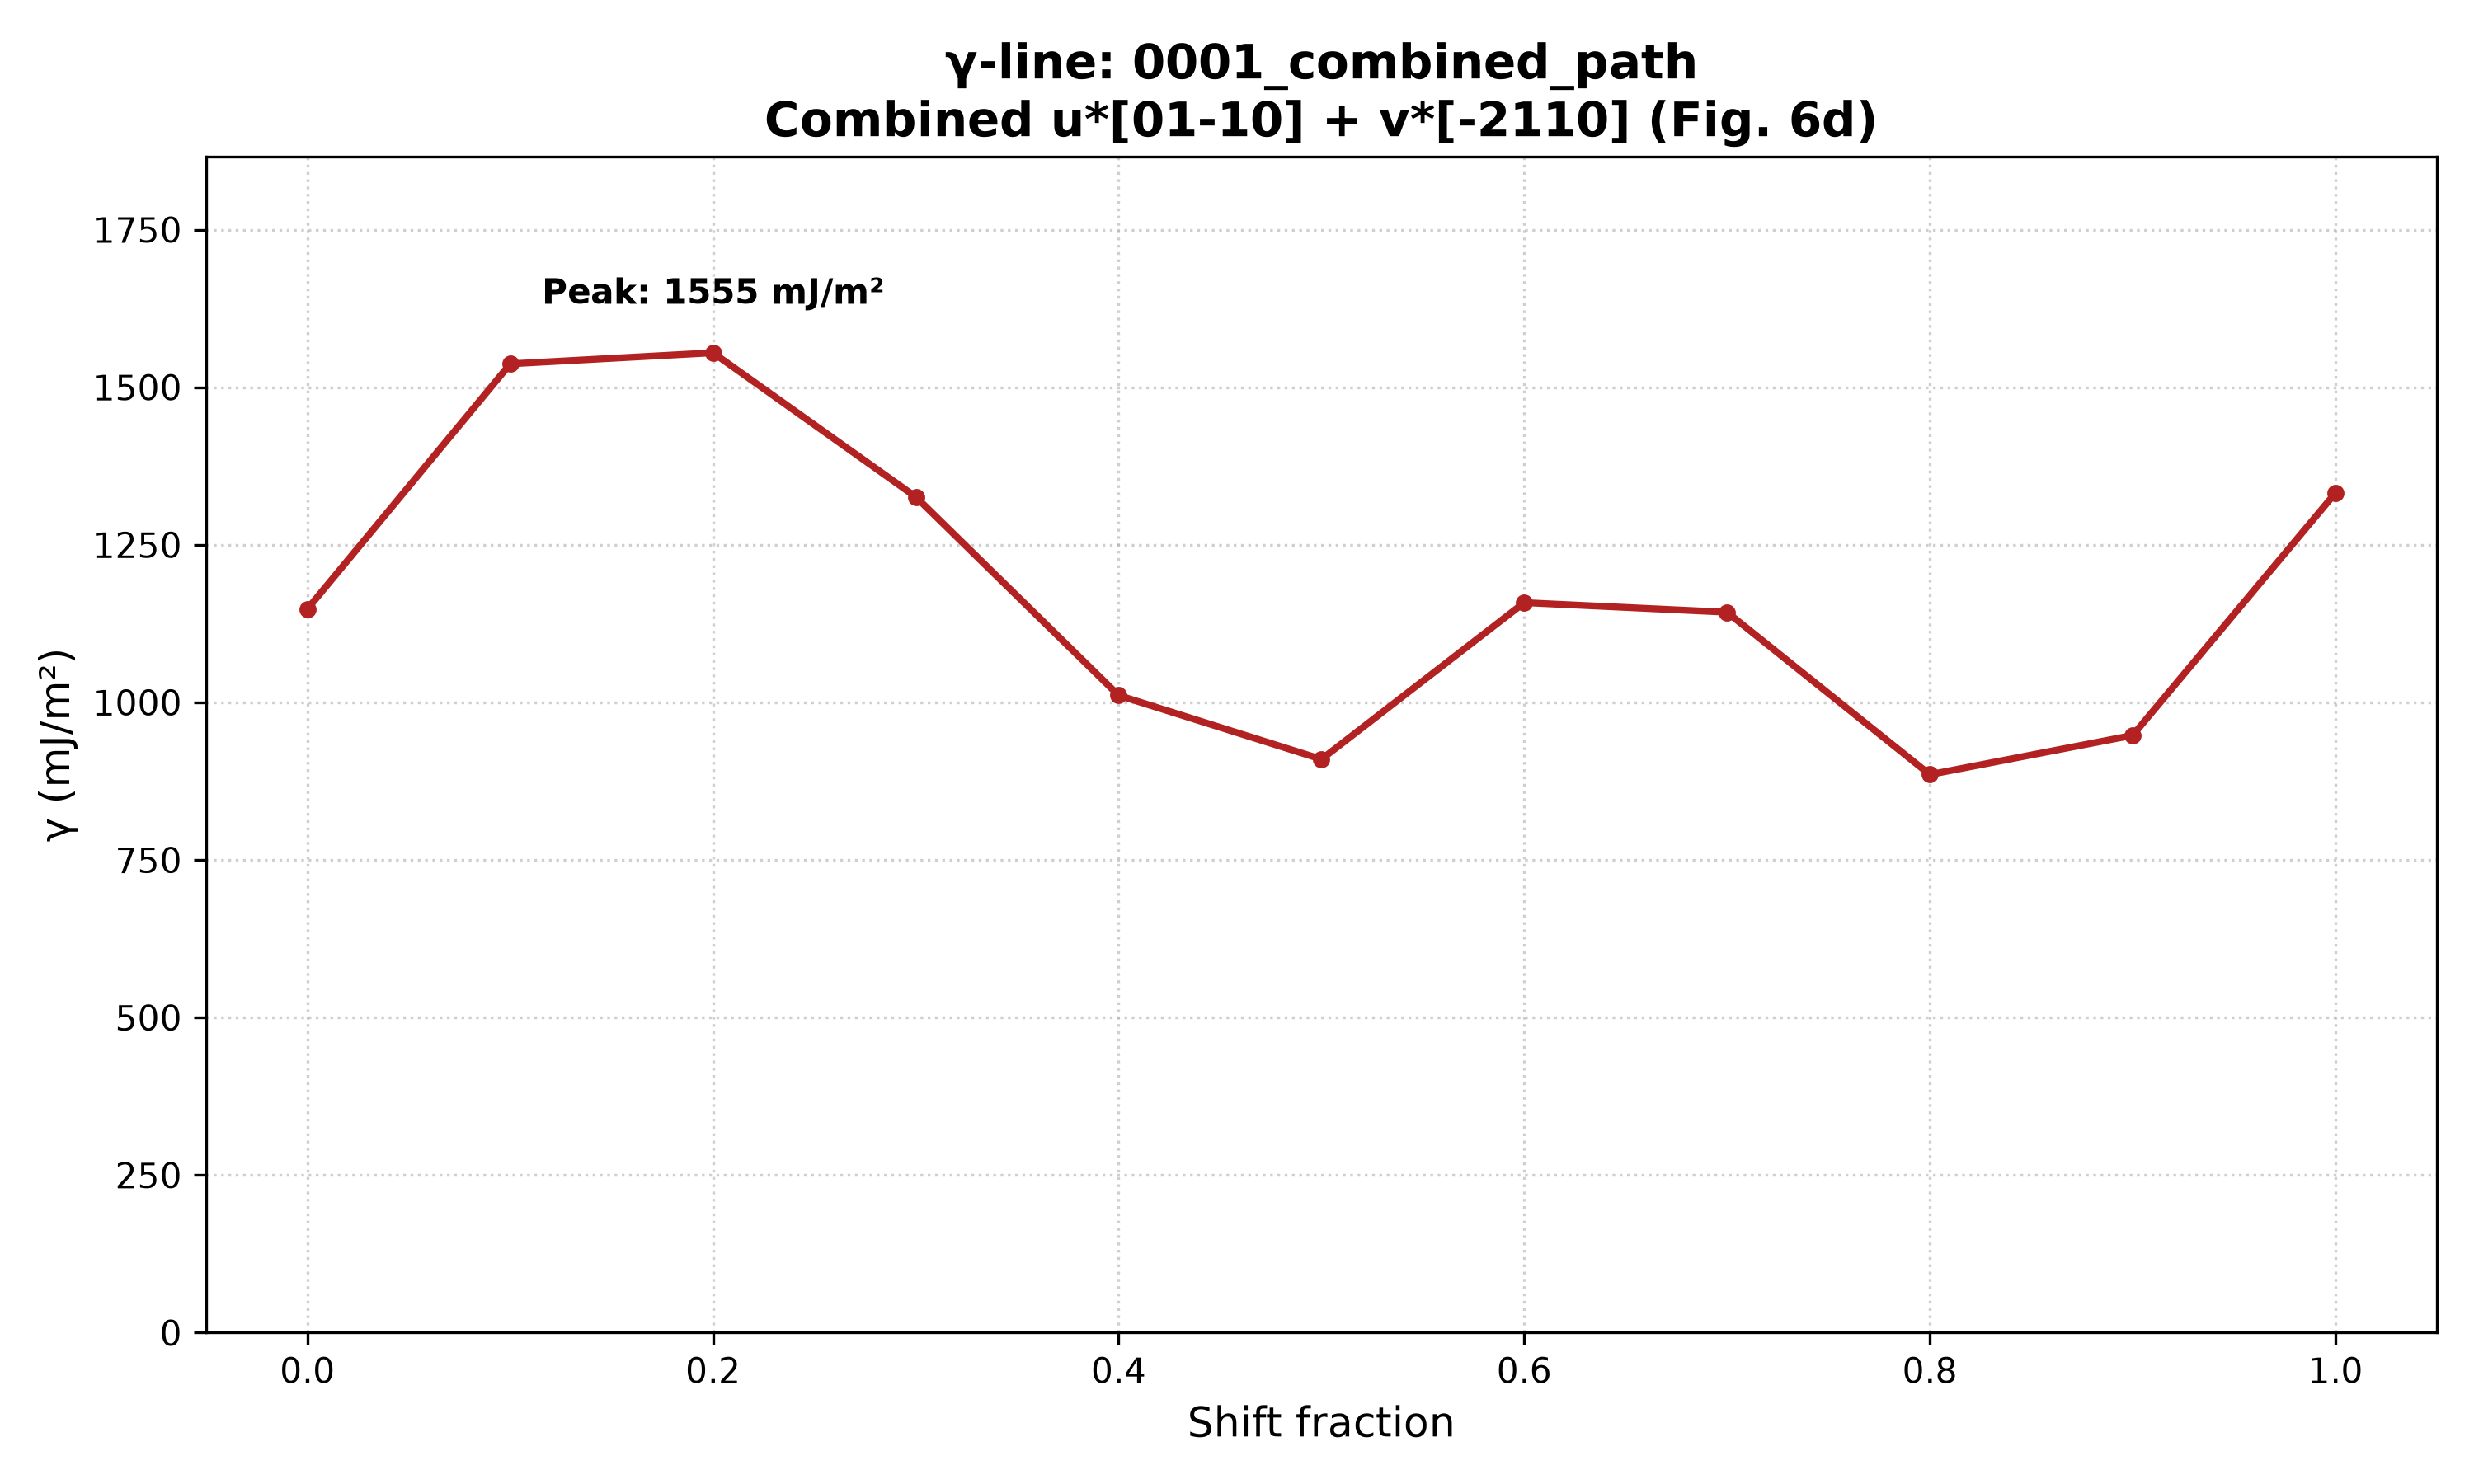 γ-line: 0001_combined_path
Combined u*[01-10] + v*[-2110] (Fig. 6d)
Peak: 1555 mJ/m²
γ (mJ/m²)
1750
1500
1250
1000
750
500
250
0
0.0 0.2 0.4 0.6 0.8 1.0
Shift fraction